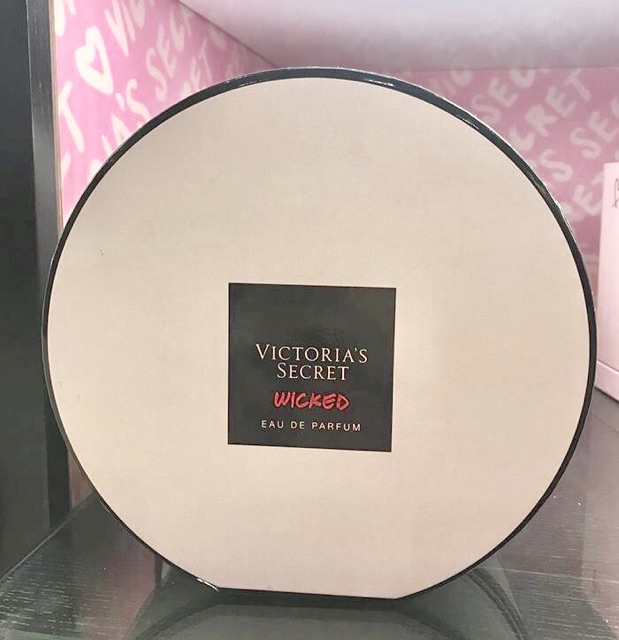 VICTORIA'S
SECRET
WICKED
EAU DE PARFUM